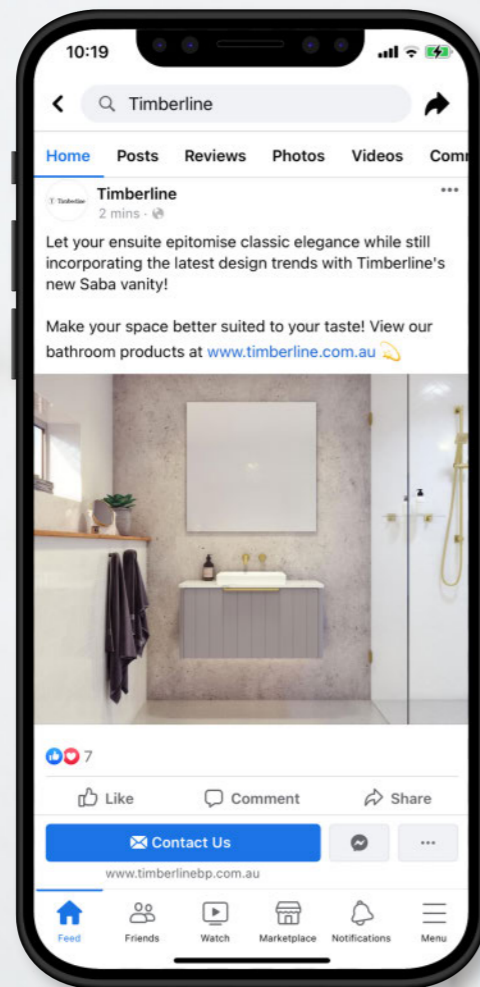 10:19
Timberline
Home Posts Reviews Photos Videos
Timberline
Timberline
2 mins ·
Let your ensuite epitomise classic elegance while still
incorporating the latest design trends with Timberline's
new Saba vanity!
Make your space better suited to your taste! View our
bathroom products at www.timberline.com.au
7
Like Comment Share
Contact Us
www.timberlinebp.com.au
Feed Friends Watch Marketplace Notifications Menu